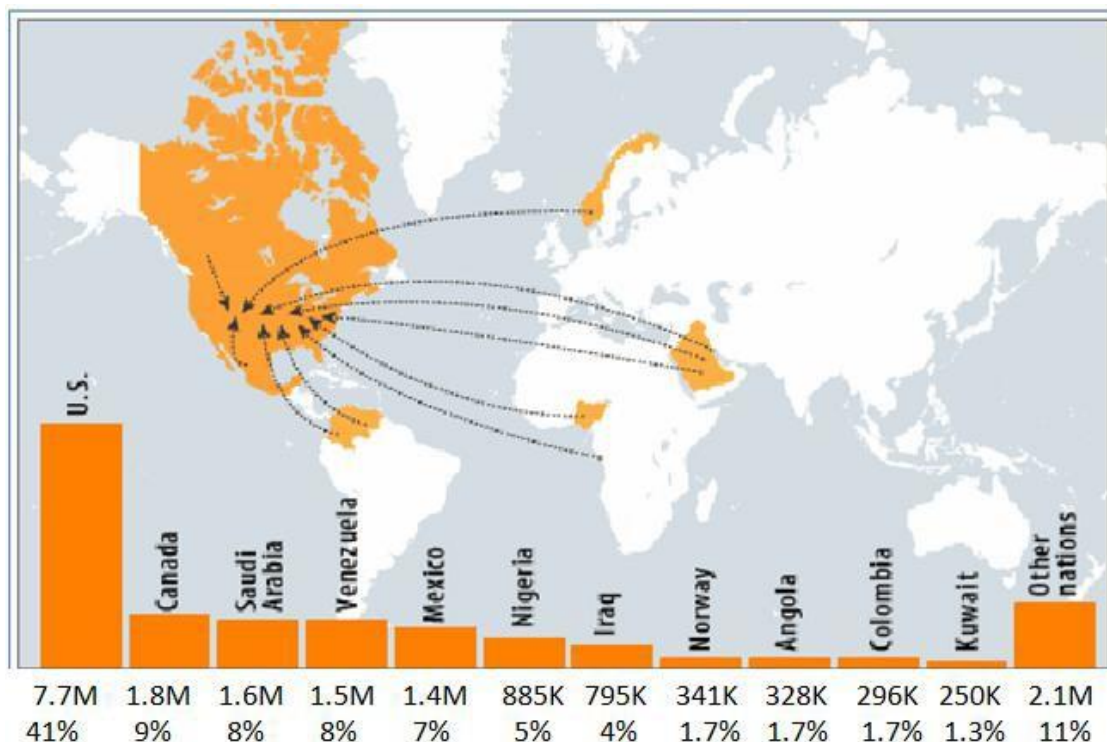 U.S.
Canada
Saudi
Arabia
Venezuela
Mexico
Nigeria
Iraq
Norway
Angola
Colombia
Kuwait
Other
nations
7.7M 1.8M 1.6M 1.5M 1.4M 885K 795K 341K 328K 296K 250K 2.1M
41% 9% 8% 8% 7% 5% 4% 1.7% 1.7% 1.7% 1.3% 11%